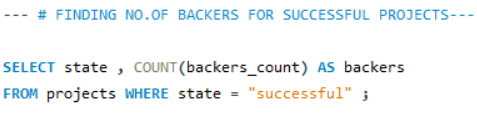 --- # FINDING NO.OF BACKERS FOR SUCCESSFUL PROJECTS---
SELECT state , COUNT(backers_count) AS backers
FROM projects WHERE state = "successful" ;